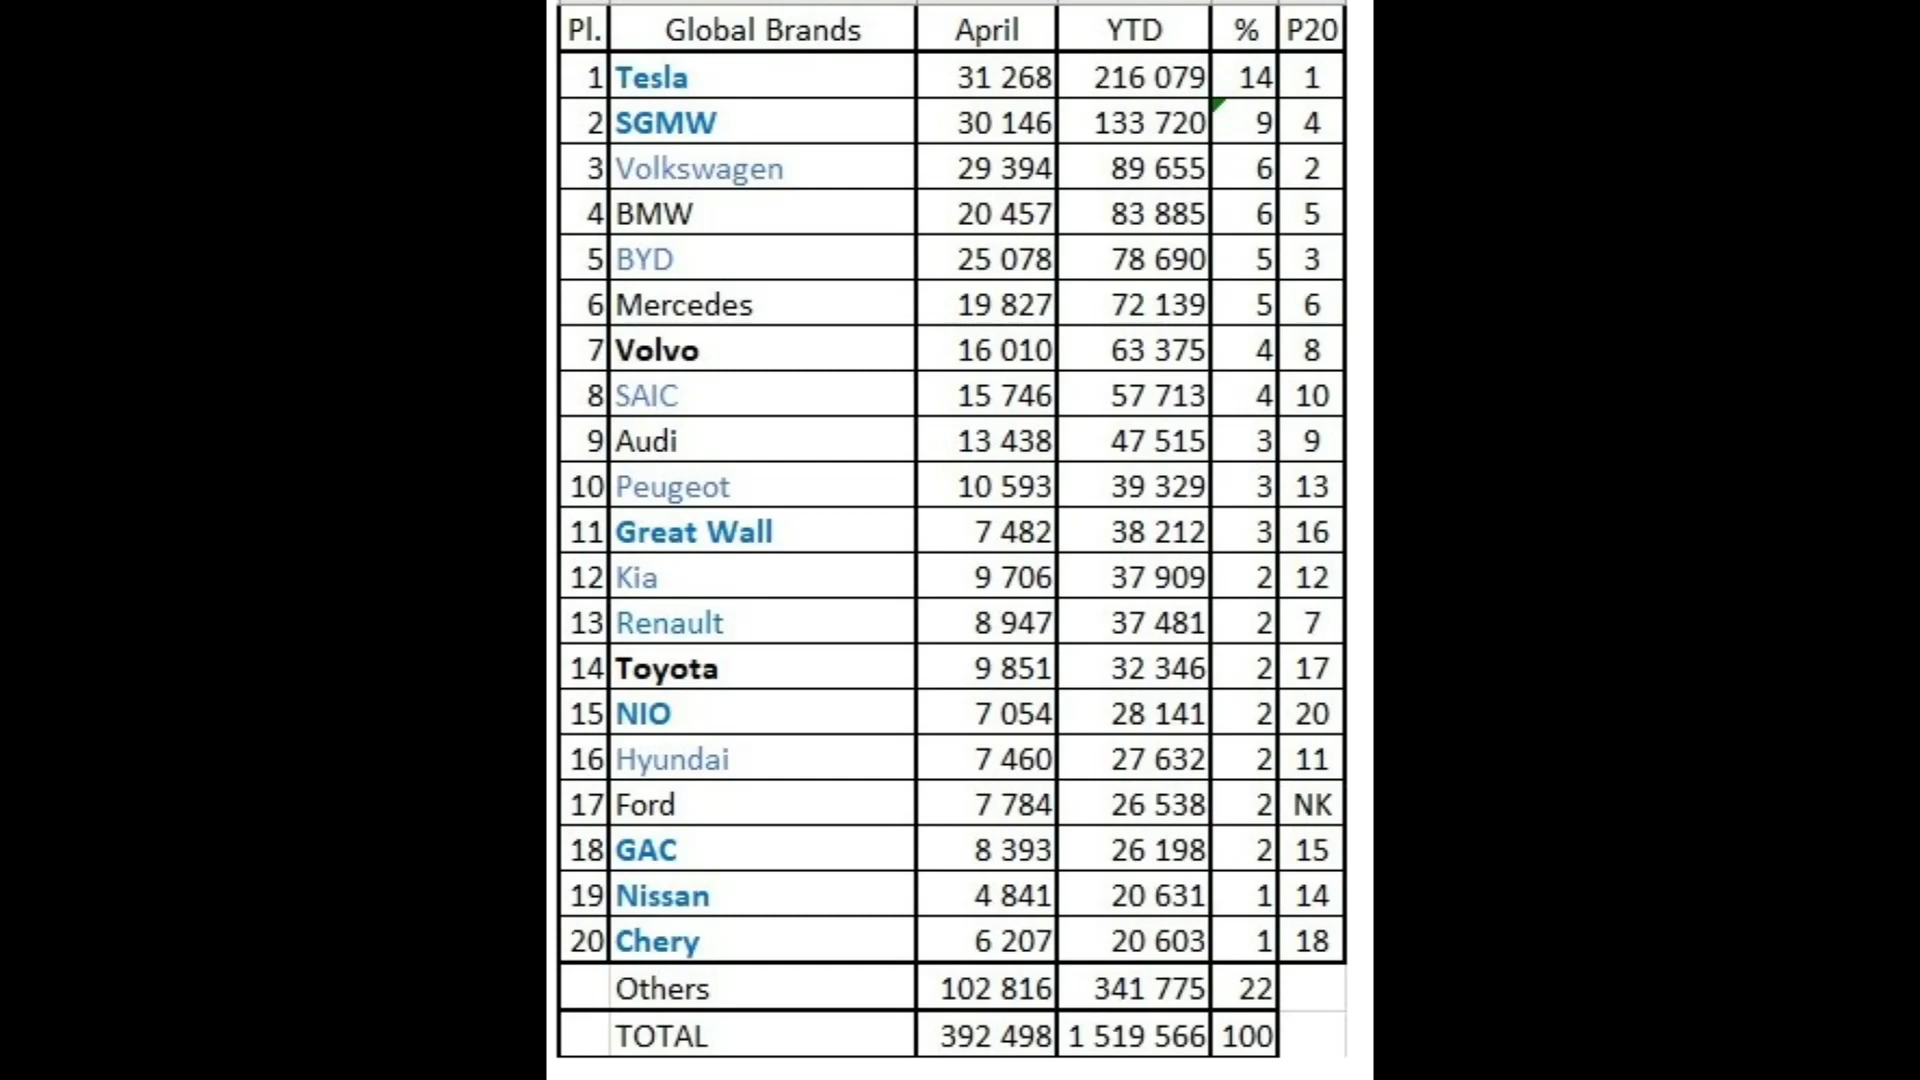 Pl. Global Brands April YTD % P20
1 Tesla 31 268 216 079 14 1
2 SGMW 30 146 133 720 9 4
3 Volkswagen 29 394 89 655 6 2
4 BMW 20 457 83 885 6 5
5 BYD 25 078 78 690 5 3
6 Mercedes 19 827 72 139 5 6
7 Volvo 16 010 63 375 4 8
8 SAIC 15 746 57 713 4 10
9 Audi 13 438 47 515 3 9
10 Peugeot 10 593 39 329 3 13
11 Great Wall 7 482 38 212 3 16
12 Kia 9 706 37 909 2 12
13 Renault 8 947 37 481 2 7
14 Toyota 9 851 32 346 2 17
15 NIO 7 054 28 141 2 20
16 Hyundai 7 460 27 632 2 11
17 Ford 7 784 26 538 2 NK
18 GAC 8 393 26 198 2 15
19 Nissan 4 841 20 631 1 14
20 Chery 6 207 20 603 1 18
Others 102 816 341 775 22
TOTAL 392 498 1 519 566 100